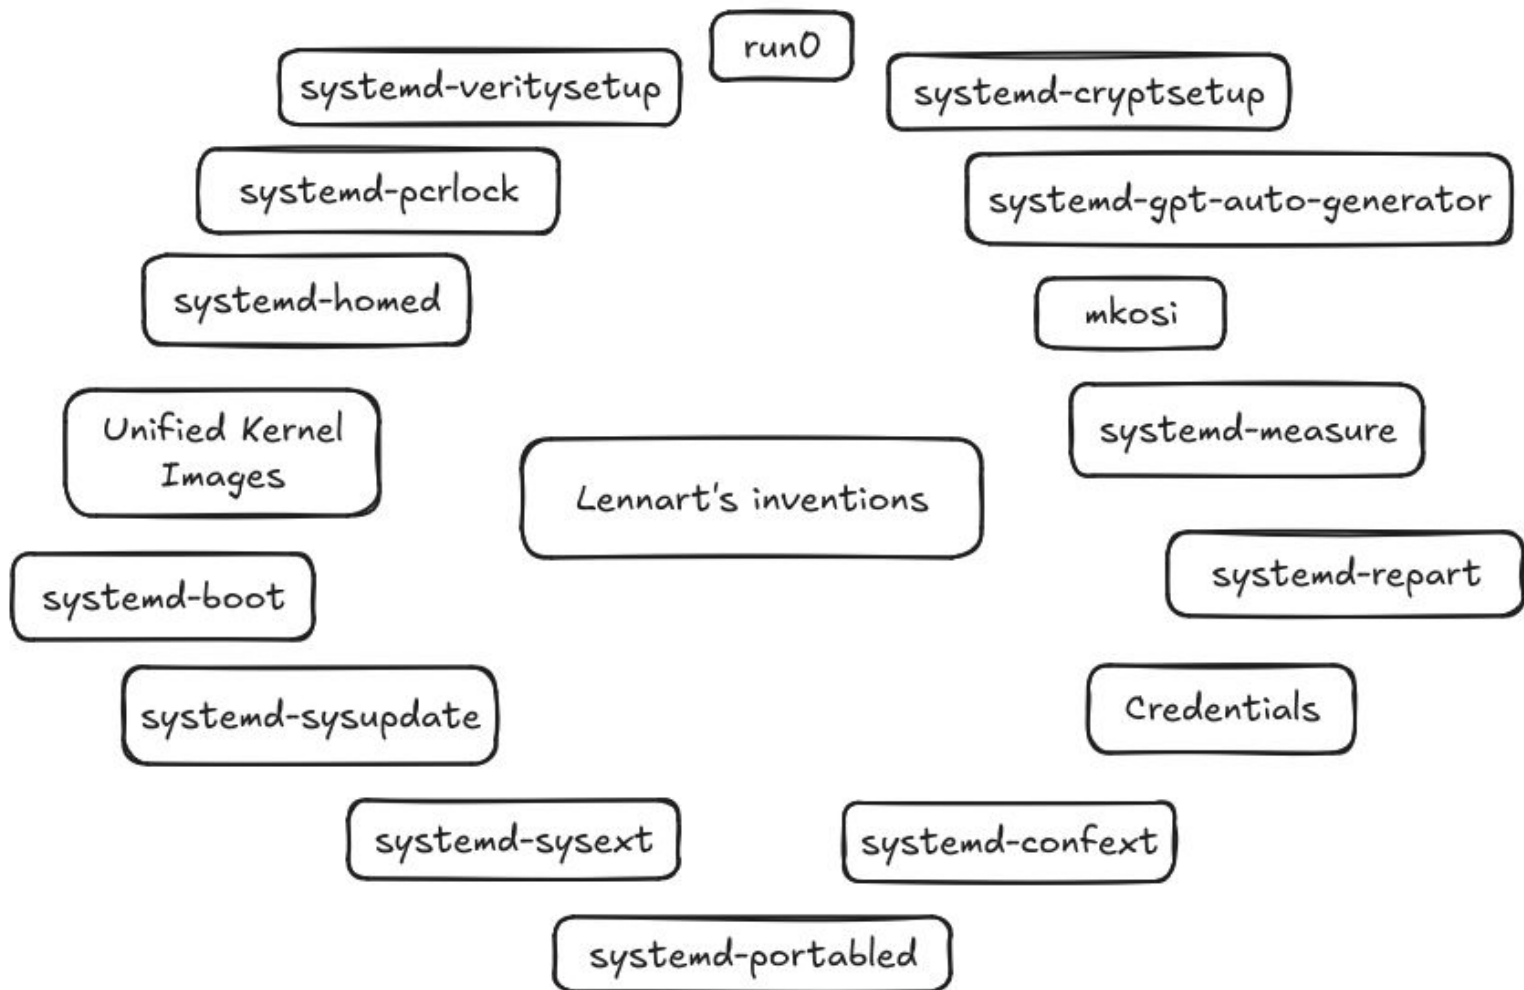 run0
systemd-veritysetup
systemd-cryptsetup
systemd-pcrlock
systemd-gpt-auto-generator
systemd-homed
mkosi
Unified Kernel
Images
systemd-measure
Lennart's inventions
systemd-boot
systemd-repart
systemd-sysupdate
Credentials
systemd-sysext
systemd-confext
systemd-portabled